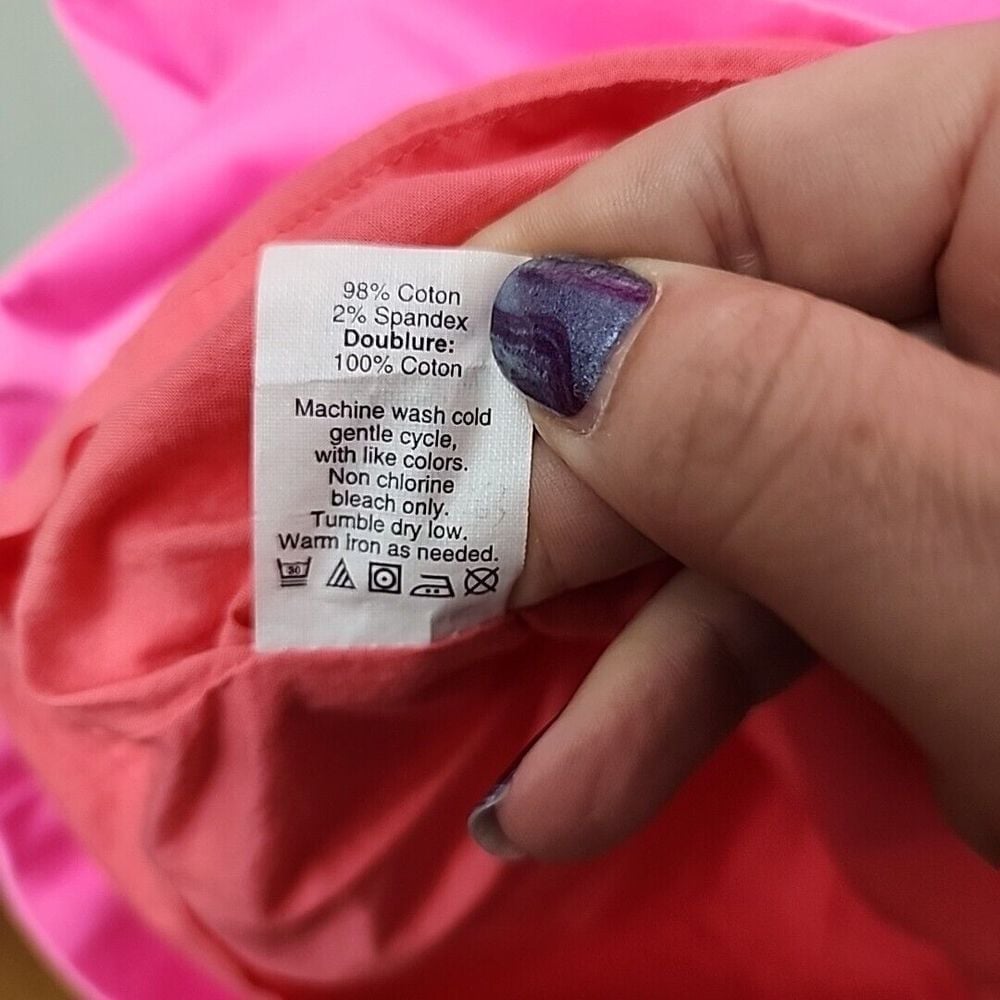 98% Coton
2% Spandex
Doublure:
100% Coton
Machine wash cold
gentle cycle,
with like colors.
Non chlorine
bleach only.
Tumble dry low.
Warm iron as needed.
30